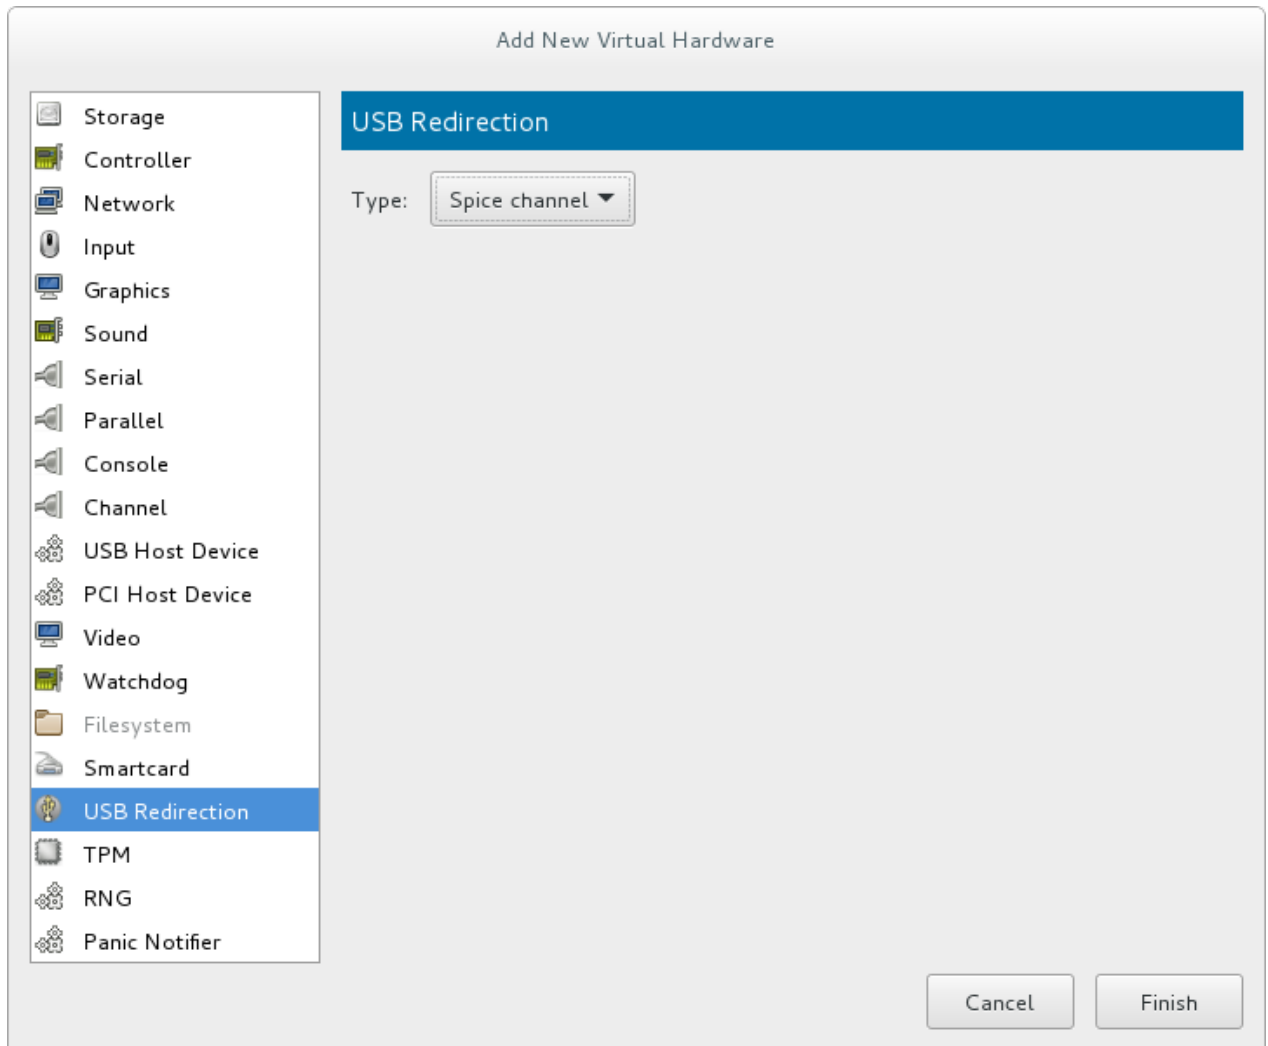 Add New Virtual Hardware
Storage
Controller
Network
Input
Graphics
Sound
Serial
Parallel
Console
Channel
USB Host Device
PCI Host Device
Video
Watchdog
Filesystem
Smartcard
USB Redirection
TPM
RNG
Panic Notifier
USB Redirection
Type: Spice channel
Cancel Finish